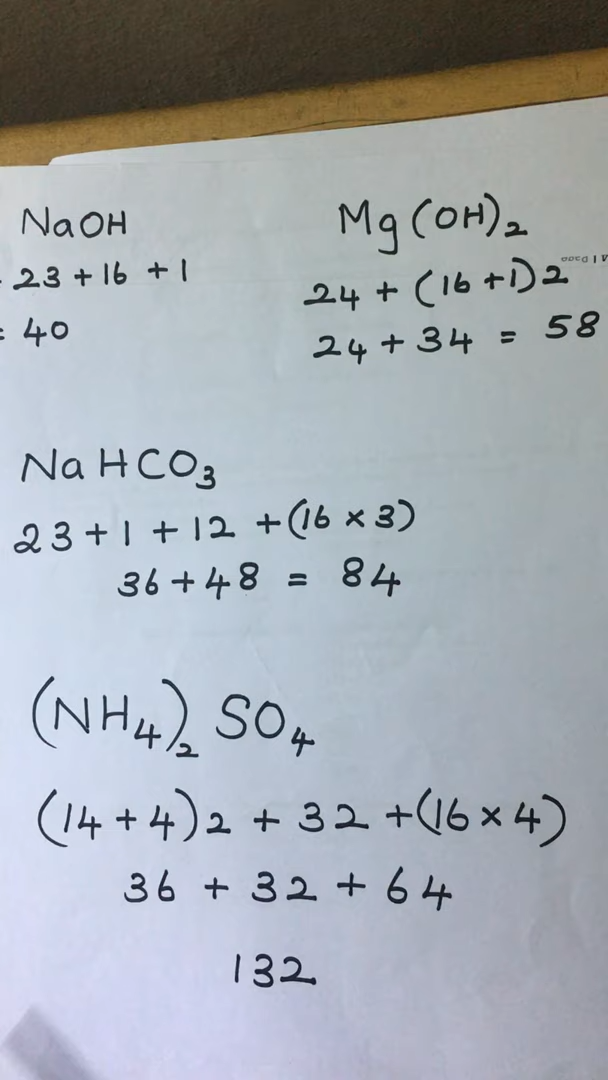 NaOH
23 + 16 + 1
= 40
Mg(OH)₂
24 + (16 + 1)2
24 + 34 = 58
NaHCO₃
23 + 1 + 12 + (16 × 3)
36 + 48 = 84
(NH₄)₂ SO₄
(14 + 4)2 + 32 + (16 × 4)
36 + 32 + 64
132